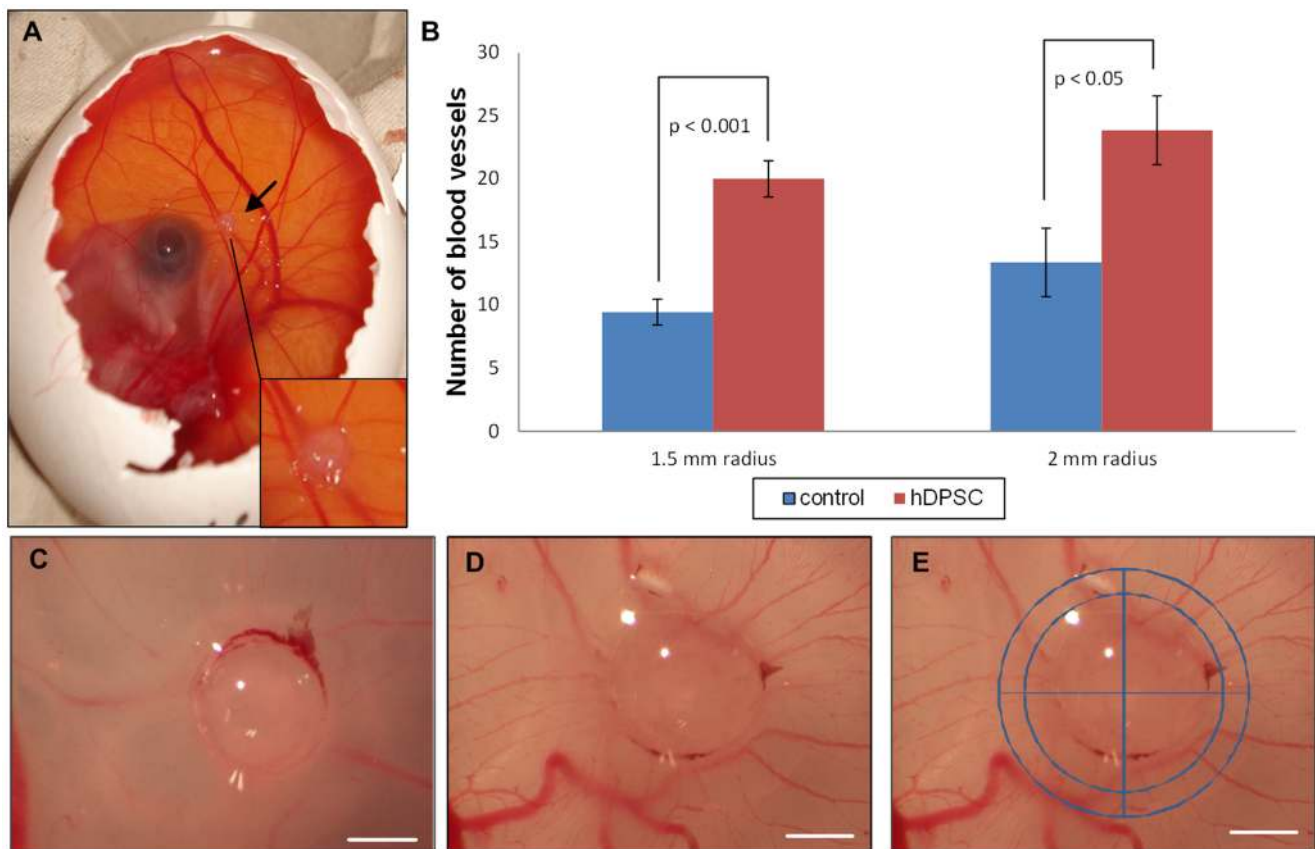 A
B
Number of blood vessels
30
25
20
15
10
5
0
p < 0.001
p < 0.05
1.5 mm radius
2 mm radius
control
hDPSC
C
D
E